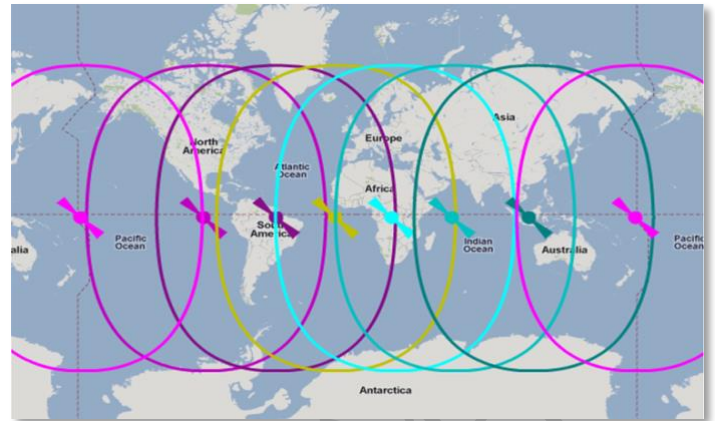 Asia
Europe
North
America
Atlantic
Ocean
Africa
South
America
Pacific
Ocean
Indian
Ocean
Australia
alia
Pacific
Ocean
Antarctica